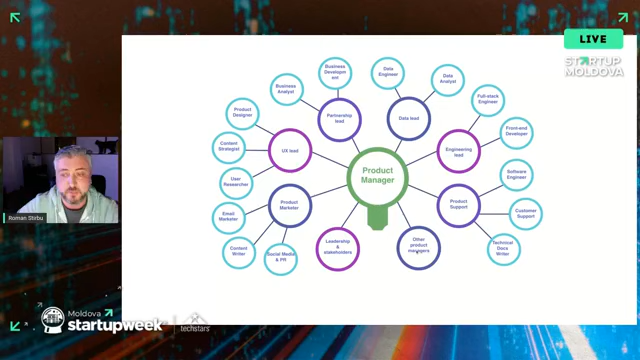 LIVE
STARTUP
MOLDOVA
Business
Developm
ent
Data
Engineer
Business
Analyst
Data
Analyst
Full-stack
Engineer
Product
Designer
Partnership
lead
Data lead
Front-end
Developer
Content
Strategist
UX lead
Engineering
lead
Product
Manager
User
Researcher
Software
Engineer
Product
Marketer
Product
Support
Email
Marketer
Customer
Support
Roman Stirbu
Content
Writer
Social Media
& PR
Leadership
&
stakeholders
Other
product
managers
Technical
Docs
Writer
Moldova
startupweek
techstars